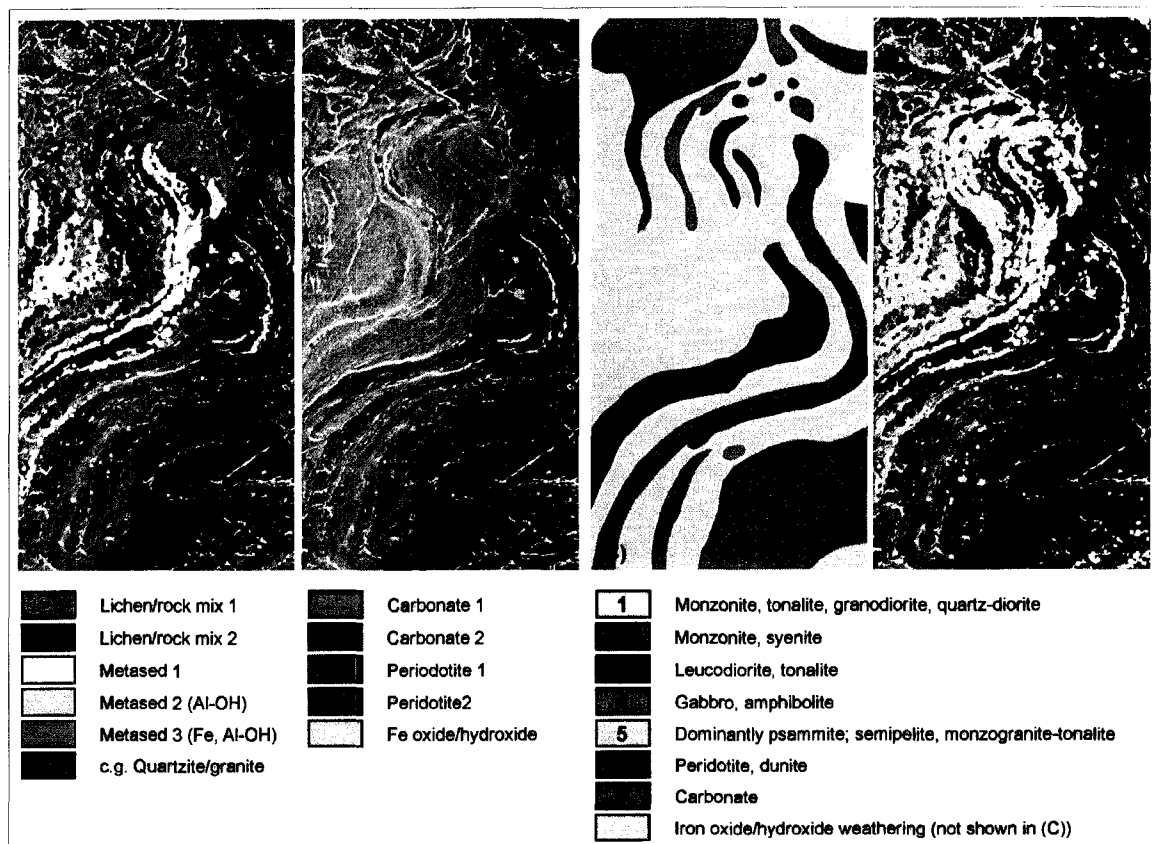 Lichen/rock mix 1
Lichen/rock mix 2
Metased 1
Metased 2 (Al-OH)
Metased 3 (Fe, Al-OH)
c.g. Quartzite/granite
Carbonate 1
Carbonate 2
Periodotite 1
Peridotite2
Fe oxide/hydroxide
1 Monzonite, tonalite, granodiorite, quartz-diorite
Monzonite, syenite
Leucodiorite, tonalite
Gabbro, amphibolite
5 Dominantly psammite; semipelite, monzogranite-tonalite
Peridotite, dunite
Carbonate
Iron oxide/hydroxide weathering (not shown in (C))